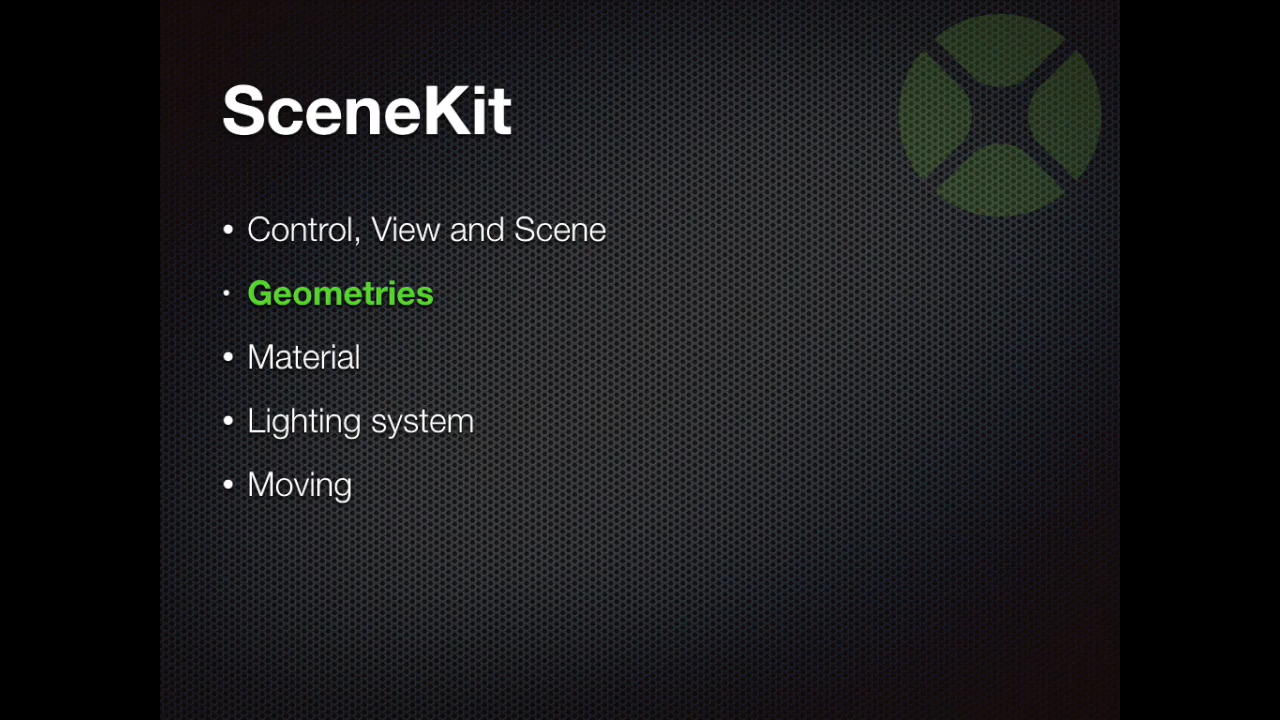 SceneKit
• Control, View and Scene
• Geometries
• Material
• Lighting system
• Moving